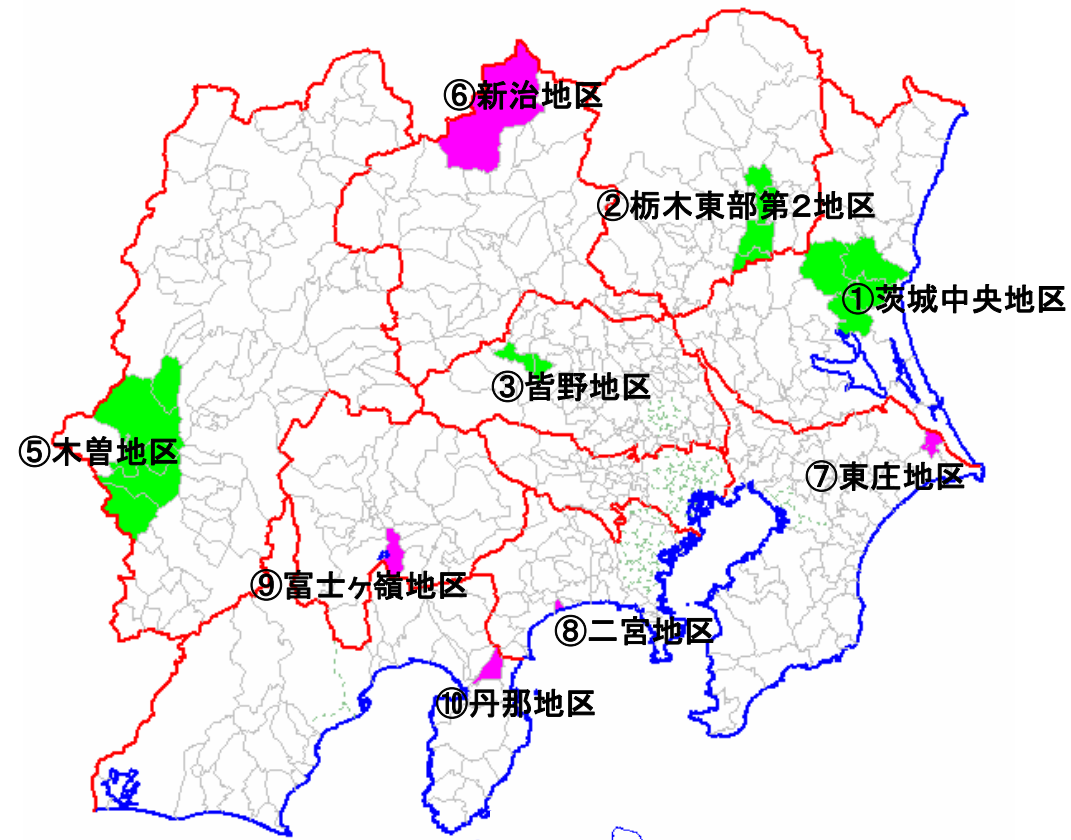 ⑥新治地区
②栃木東部第２地区
①茨城中央地区
③皆野地区
⑤木曽地区
⑦東庄地区
⑨富士ヶ嶺地区
⑧二宮地区
⑩丹那地区